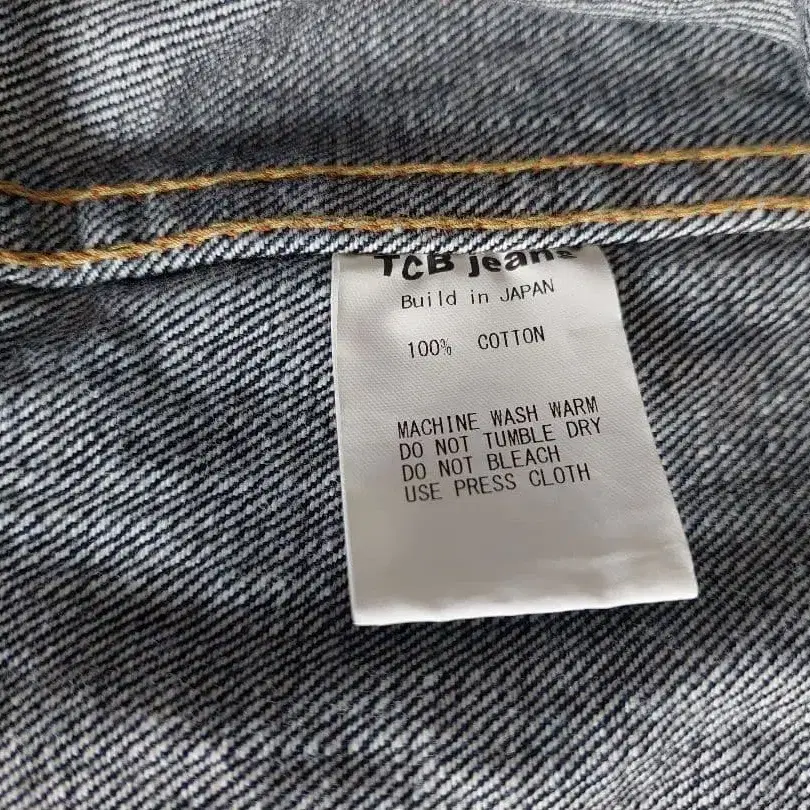 TCB jeans
Build in JAPAN
100% COTTON
MACHINE WASH WARM
DO NOT TUMBLE DRY
DO NOT BLEACH
USE PRESS CLOTH